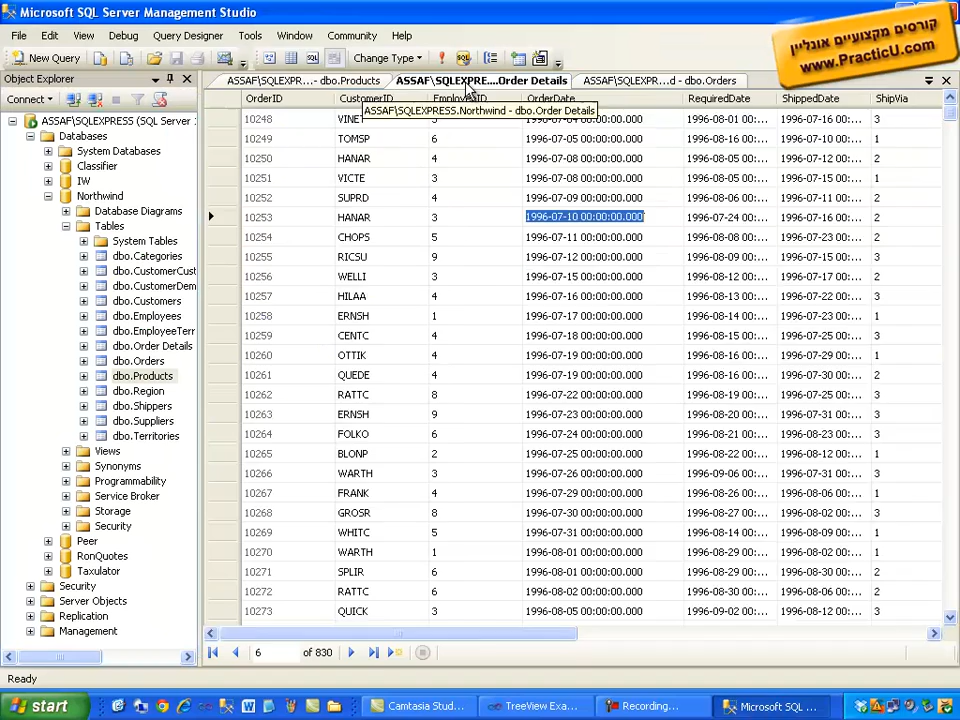 Microsoft SQL Server Management Studio
File Edit View Debug Query Designer Tools Window Community Help
New Query Change Type
קורסים מקצועיים אונליין
www.PracticU.com
Object Explorer
Connect
ASSAF\SQLEXPRESS (SQL Server 1
Databases
System Databases
Classifier
IW
Northwind
Database Diagrams
Tables
System Tables
dbo.Categories
dbo.CustomerCust
dbo.CustomerDem
dbo.Customers
dbo.Employees
dbo.EmployeeTerr
dbo.Order Details
dbo.Orders
dbo.Products
dbo.Region
dbo.Shippers
dbo.Suppliers
dbo.Territories
Views
Synonyms
Programmability
Service Broker
Storage
Security
Peer
RonQuotes
Taxulator
Security
Server Objects
Replication
Management
ASSAF\SQLEXPR...- dbo.Products ASSAF\SQLEXPRE....Order Details ASSAF\SQLEXPR...d - dbo.Orders
OrderID CustomerID OrderDate RequiredDate ShippedDate ShipVia
ASSAF\SQLEXPRESS.Northwind - dbo.Order Details
10248 VINET 1996-08-01 00:... 1996-07-16 00:... 3
10249 TOMSP 6 1996-07-05 00:00:00.000 1996-08-16 00:... 1996-07-10 00:... 1
10250 HANAR 4 1996-07-08 00:00:00.000 1996-08-05 00:... 1996-07-12 00:... 2
10251 VICTE 3 1996-07-08 00:00:00.000 1996-08-05 00:... 1996-07-15 00:... 1
10252 SUPRD 4 1996-07-09 00:00:00.000 1996-08-06 00:... 1996-07-11 00:... 2
10253 HANAR 3 1996-07-10 00:00:00.000 1996-07-24 00:... 1996-07-16 00:... 2
10254 CHOPS 5 1996-07-11 00:00:00.000 1996-08-08 00:... 1996-07-23 00:... 2
10255 RICSU 9 1996-07-12 00:00:00.000 1996-08-09 00:... 1996-07-15 00:... 3
10256 WELLI 3 1996-07-15 00:00:00.000 1996-08-12 00:... 1996-07-17 00:... 2
10257 HILAA 4 1996-07-16 00:00:00.000 1996-08-13 00:... 1996-07-22 00:... 3
10258 ERNSH 1 1996-07-17 00:00:00.000 1996-08-14 00:... 1996-07-23 00:... 1
10259 CENTC 4 1996-07-18 00:00:00.000 1996-08-15 00:... 1996-07-25 00:... 3
10260 OTTIK 4 1996-07-19 00:00:00.000 1996-08-16 00:... 1996-07-29 00:... 1
10261 QUEDE 4 1996-07-19 00:00:00.000 1996-08-16 00:... 1996-07-30 00:... 2
10262 RATTC 8 1996-07-22 00:00:00.000 1996-08-19 00:... 1996-07-25 00:... 3
10263 ERNSH 9 1996-07-23 00:00:00.000 1996-08-20 00:... 1996-07-31 00:... 3
10264 FOLKO 6 1996-07-24 00:00:00.000 1996-08-21 00:... 1996-08-23 00:... 3
10265 BLONP 2 1996-07-25 00:00:00.000 1996-08-22 00:... 1996-08-12 00:... 1
10266 WARTH 3 1996-07-26 00:00:00.000 1996-09-06 00:... 1996-07-31 00:... 3
10267 FRANK 4 1996-07-29 00:00:00.000 1996-08-26 00:... 1996-08-06 00:... 1
10268 GROSR 8 1996-07-30 00:00:00.000 1996-08-27 00:... 1996-08-02 00:... 3
10269 WHITC 5 1996-07-31 00:00:00.000 1996-08-14 00:... 1996-08-09 00:... 1
10270 WARTH 1 1996-08-01 00:00:00.000 1996-08-29 00:... 1996-08-02 00:... 1
10271 SPLIR 6 1996-08-01 00:00:00.000 1996-08-29 00:... 1996-08-30 00:... 2
10272 RATTC 6 1996-08-02 00:00:00.000 1996-08-30 00:... 1996-08-06 00:... 2
10273 QUICK 3 1996-08-05 00:00:00.000 1996-09-02 00:... 1996-08-12 00:... 3
6 of 830
Ready
start Camtasia Stud... TreeView Exa... Recording... Microsoft SQL ...